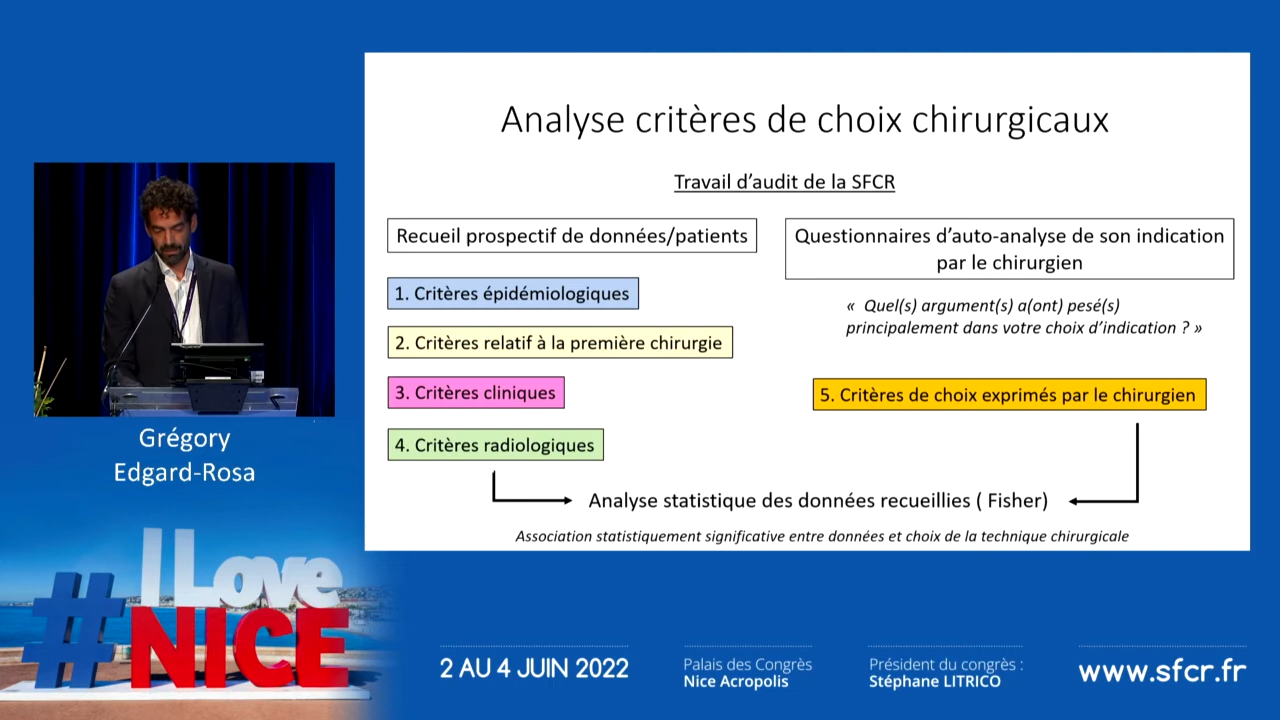 Analyse critères de choix chirurgicaux
Travail d'audit de la SFCR
Recueil prospectif de données/patients
1. Critères épidémiologiques
2. Critères relatif à la première chirurgie
3. Critères cliniques
4. Critères radiologiques
Questionnaires d'auto-analyse de son indication
par le chirurgien
« Quel(s) argument(s) a(ont) pesé(s)
principalement dans votre choix d'indication ? »
5. Critères de choix exprimés par le chirurgien
Analyse statistique des données recueillies ( Fisher)
Association statistiquement significative entre données et choix de la technique chirurgicale
Grégory
Edgard-Rosa
#I Love
NICE
2 AU 4 JUIN 2022
Palais des Congrès
Nice Acropolis
Président du congrès :
Stéphane LITRICO
www.sfcr.fr